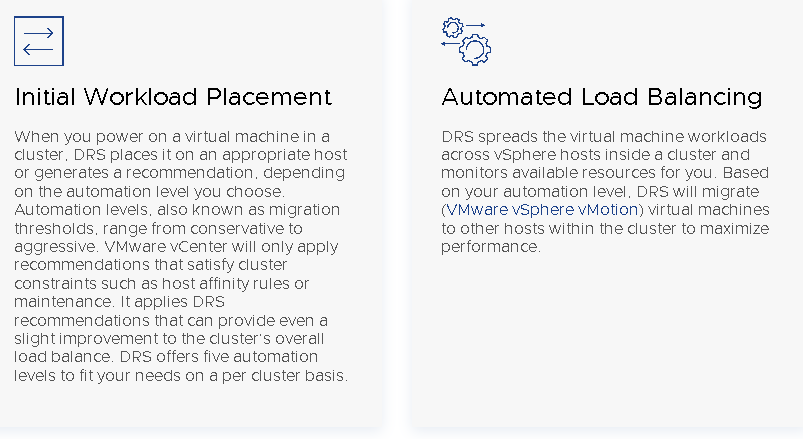 Initial Workload Placement
When you power on a virtual machine in a
cluster, DRS places it on an appropriate host
or generates a recommendation, depending
on the automation level you choose.
Automation levels, also known as migration
thresholds, range from conservative to
aggressive. VMware vCenter will only apply
recommendations that satisfy cluster
constraints such as host affinity rules or
maintenance. It applies DRS
recommendations that can provide even a
slight improvement to the cluster's overall
load balance. DRS offers five automation
levels to fit your needs on a per cluster basis.
Automated Load Balancing
DRS spreads the virtual machine workloads
across vSphere hosts inside a cluster and
monitors available resources for you. Based
on your automation level, DRS will migrate
(VMware vSphere vMotion) virtual machines
to other hosts within the cluster to maximize
performance.